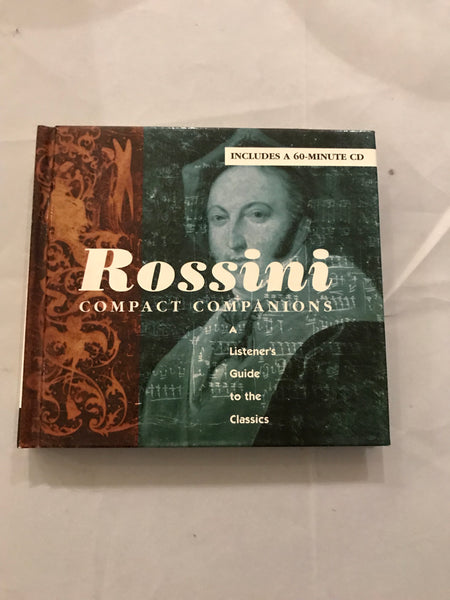 INCLUDES A 60-MINUTE CD
Rossini
COMPACT COMPANIONS
A
Listener's
Guide
to the
Classics